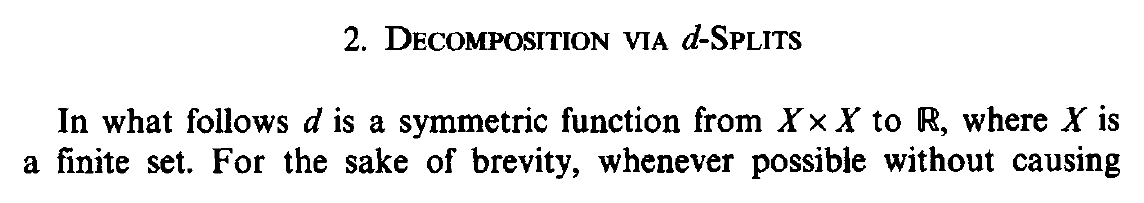 2. DECOMPOSITION VIA d-SPLITS
In what follows d is a symmetric function from X × X to ℝ, where X is
a finite set. For the sake of brevity, whenever possible without causing